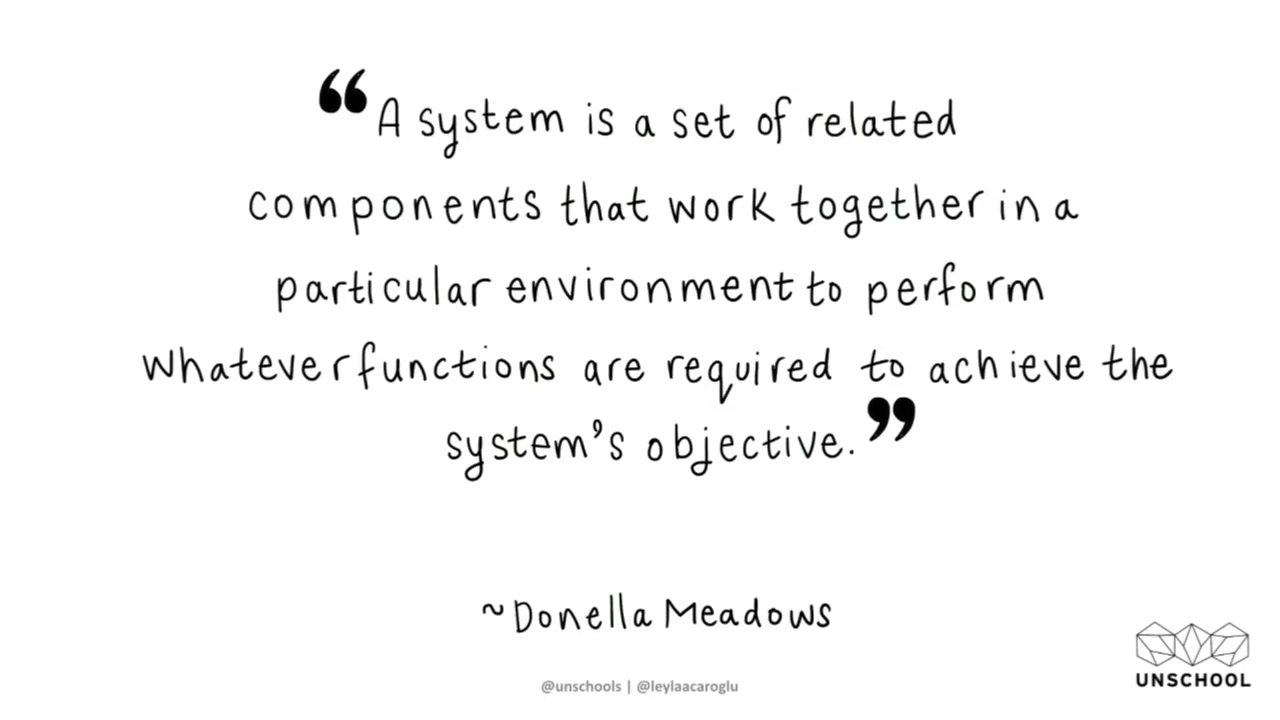 “A system is a set of related
components that work together in a
particular environment to perform
whatever functions are required to achieve the
system's objective.”
~Donella Meadows
@unschools | @leylaacaroglu
UNSCHOOL